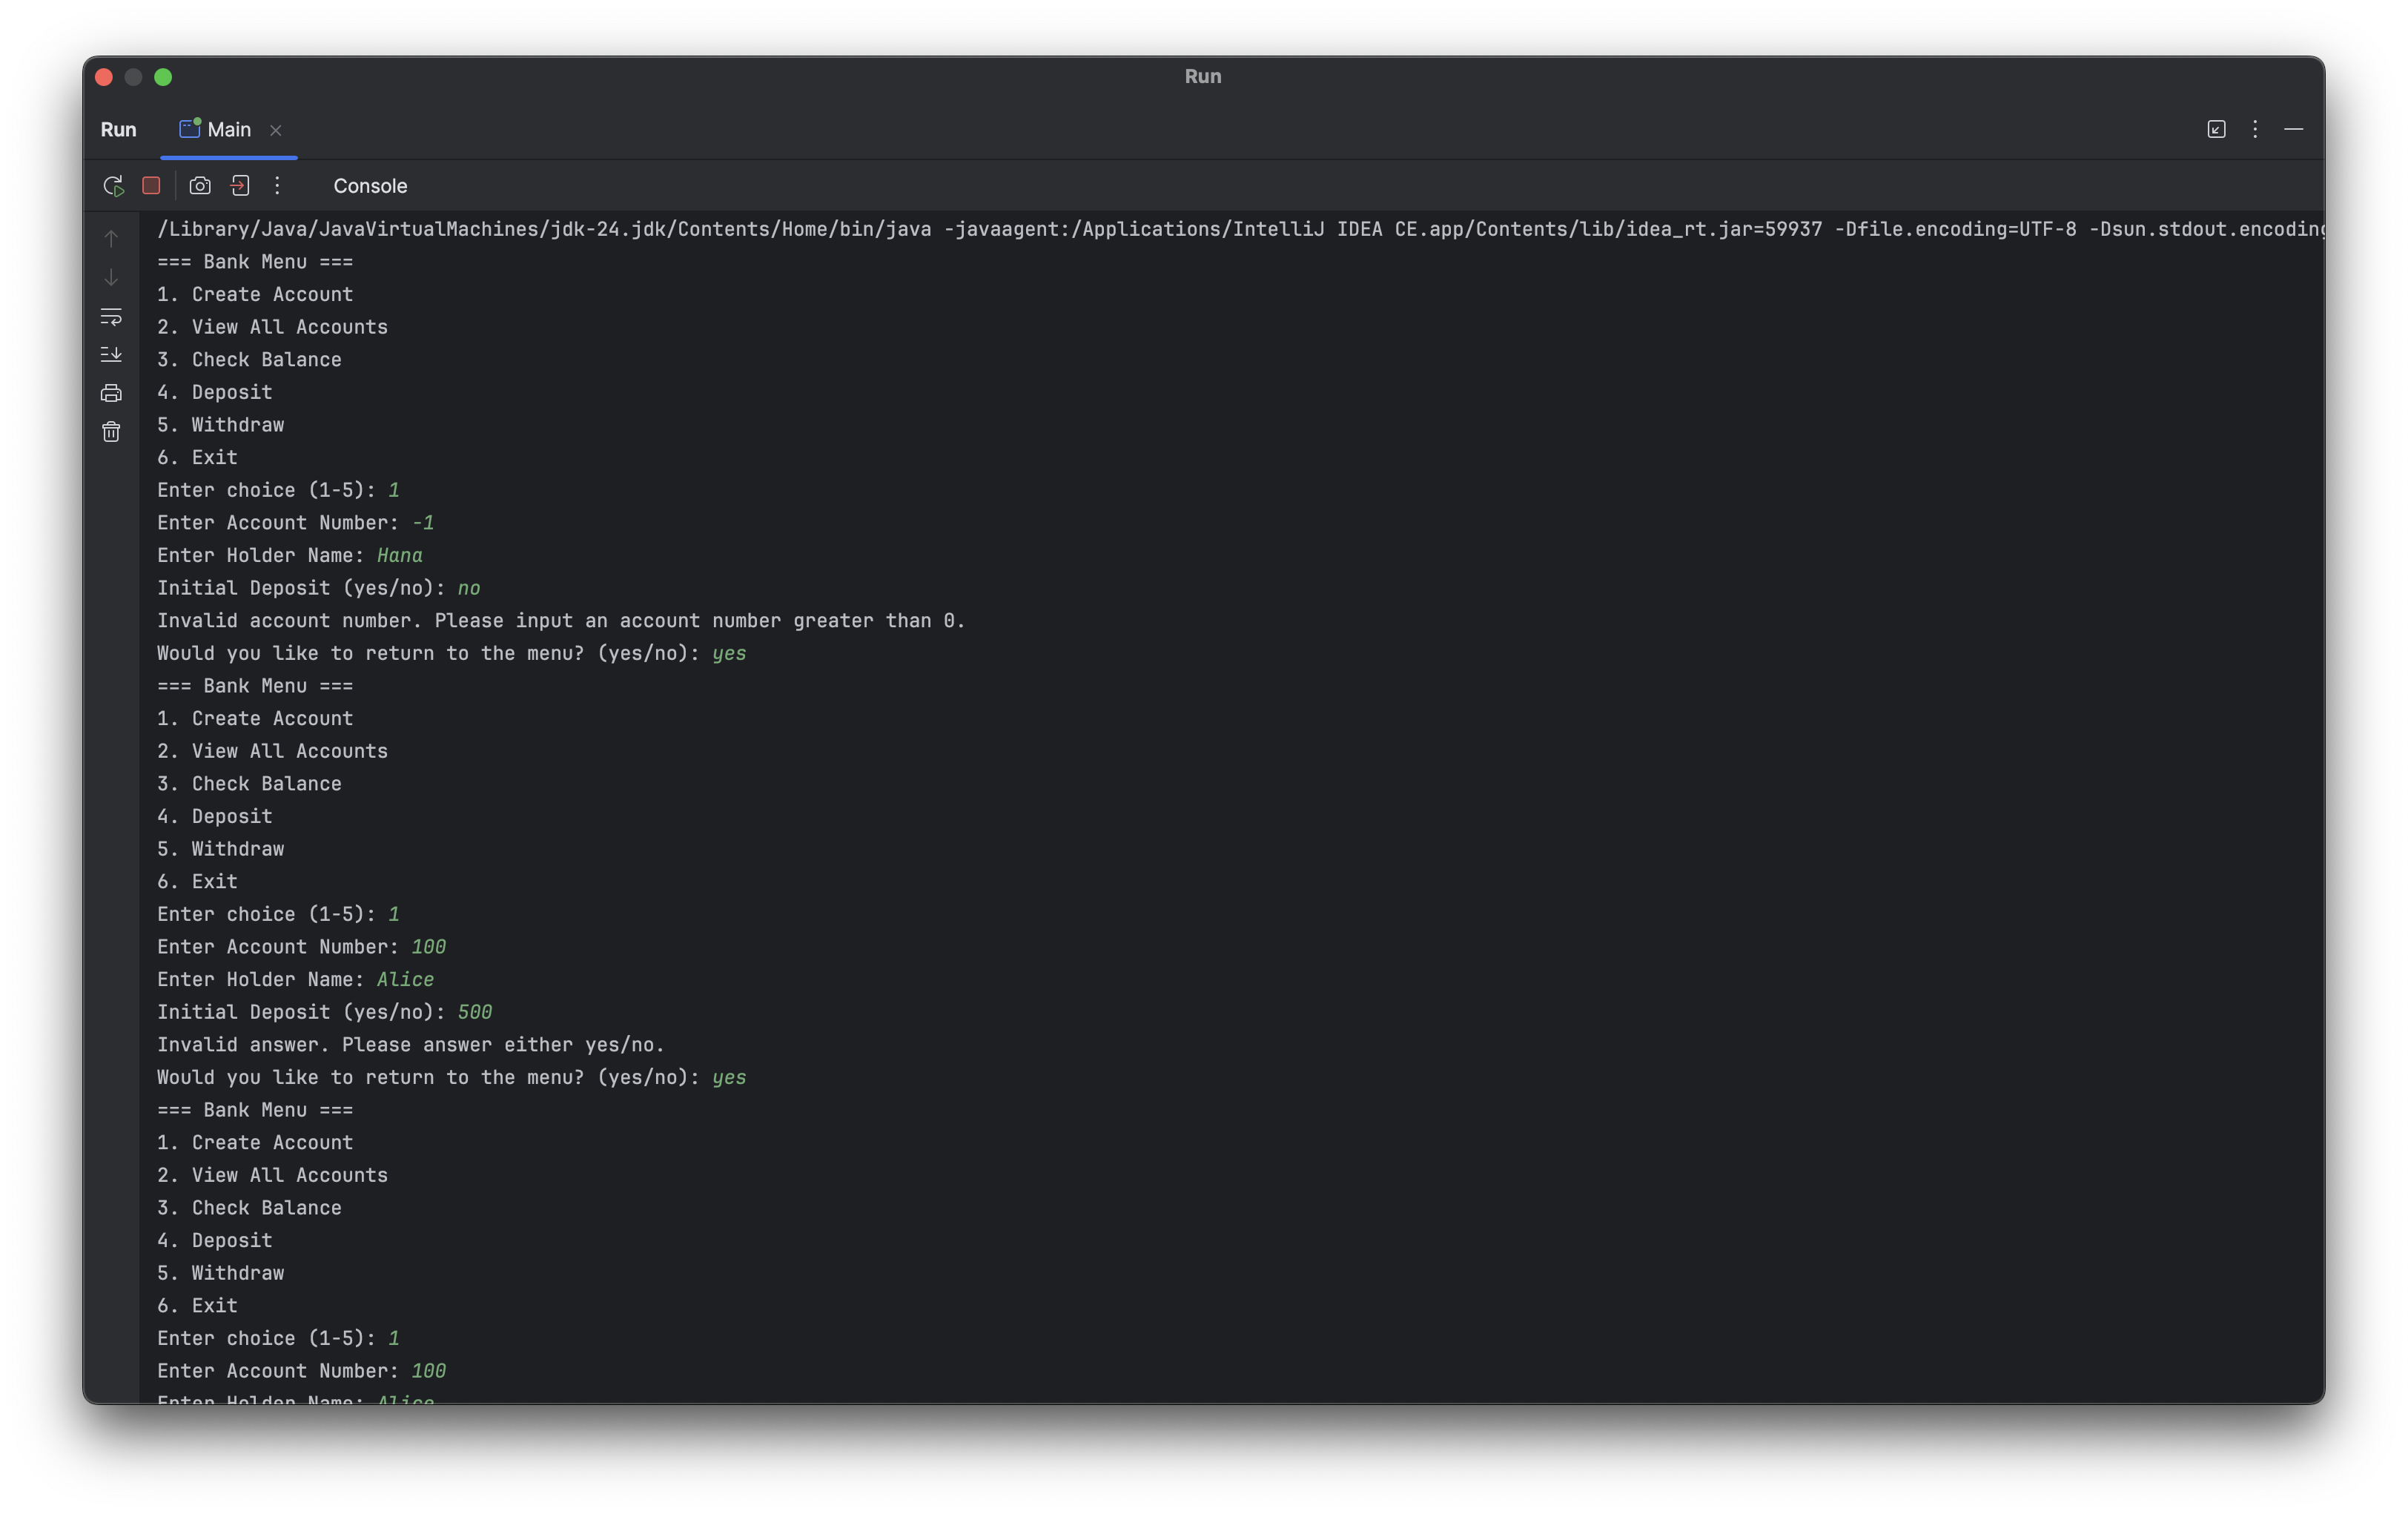 Run
Run Main
Console
/Library/Java/JavaVirtualMachines/jdk-24.jdk/Contents/Home/bin/java -javaagent:/Applications/IntelliJ IDEA CE.app/Contents/lib/idea_rt.jar=59937 -Dfile.encoding=UTF-8 -Dsun.stdout.encoding
=== Bank Menu ===
1. Create Account
2. View All Accounts
3. Check Balance
4. Deposit
5. Withdraw
6. Exit
Enter choice (1-5): 1
Enter Account Number: -1
Enter Holder Name: Hana
Initial Deposit (yes/no): no
Invalid account number. Please input an account number greater than 0.
Would you like to return to the menu? (yes/no): yes
=== Bank Menu ===
1. Create Account
2. View All Accounts
3. Check Balance
4. Deposit
5. Withdraw
6. Exit
Enter choice (1-5): 1
Enter Account Number: 100
Enter Holder Name: Alice
Initial Deposit (yes/no): 500
Invalid answer. Please answer either yes/no.
Would you like to return to the menu? (yes/no): yes
=== Bank Menu ===
1. Create Account
2. View All Accounts
3. Check Balance
4. Deposit
5. Withdraw
6. Exit
Enter choice (1-5): 1
Enter Account Number: 100
Enter Holder Name: Alice